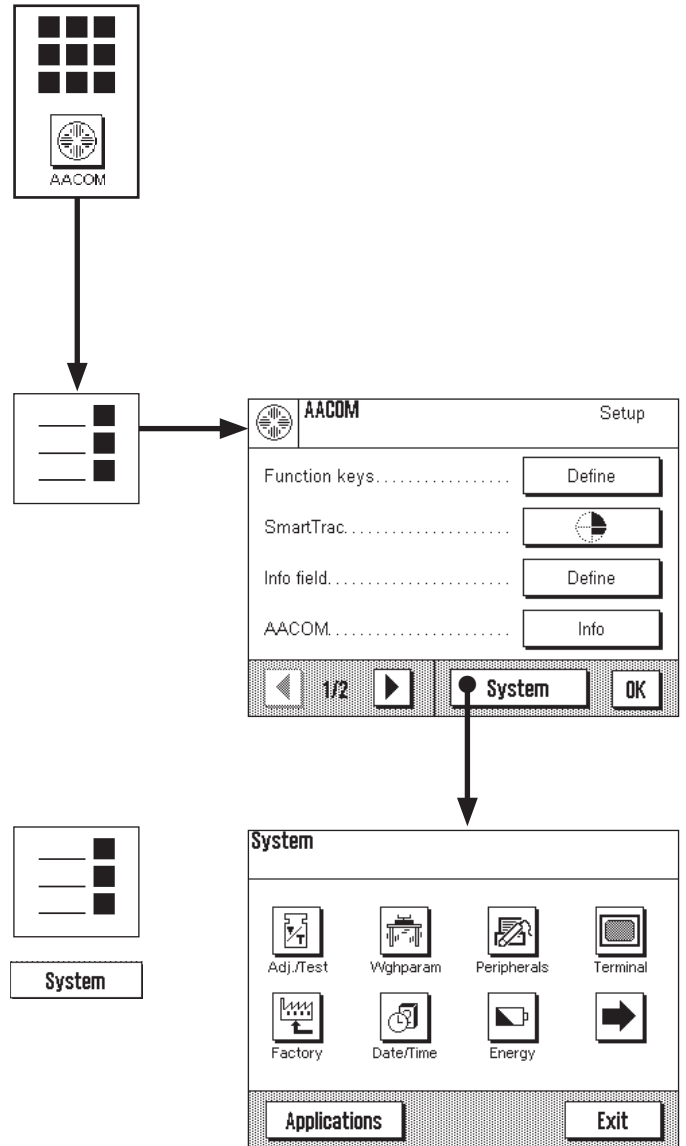 AACOM
AACOM Setup
Function keys................. Define
SmartTrac......................
Info field....................... Define
AACOM....................... Info
1/2 System OK
System
Adj./Test Wghparam Peripherals Terminal
System
Factory Date/Time Energy
Applications Exit